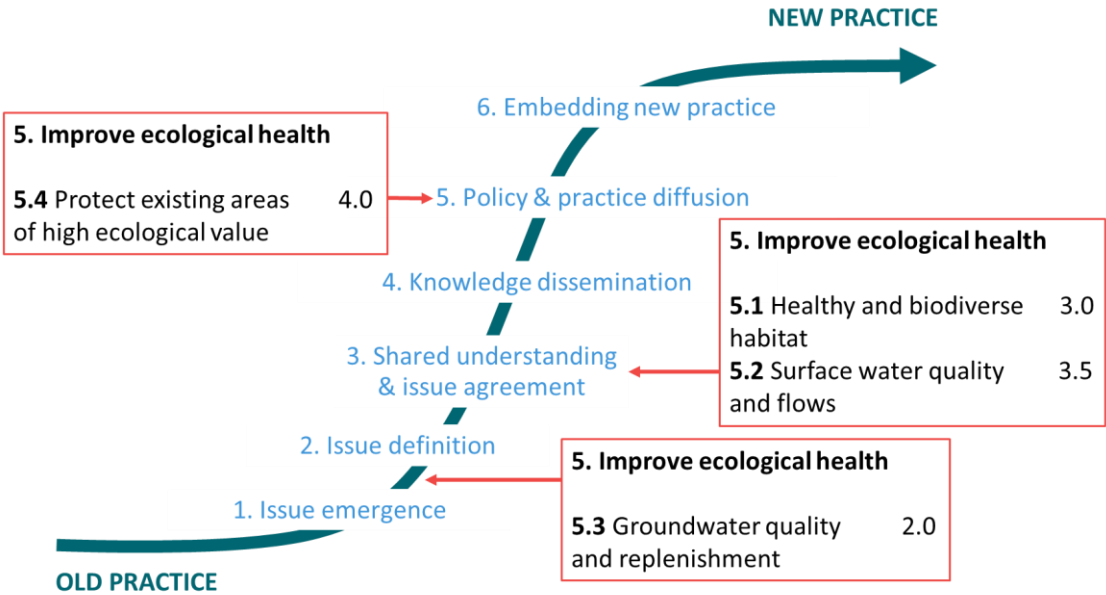 NEW PRACTICE
6. Embedding new practice
5. Improve ecological health
5.4 Protect existing areas 4.0
of high ecological value
5. Policy & practice diffusion
5. Improve ecological health
5.1 Healthy and biodiverse 3.0
habitat
5.2 Surface water quality 3.5
and flows
4. Knowledge dissemination
3. Shared understanding
& issue agreement
2. Issue definition
5. Improve ecological health
5.3 Groundwater quality 2.0
and replenishment
1. Issue emergence
OLD PRACTICE